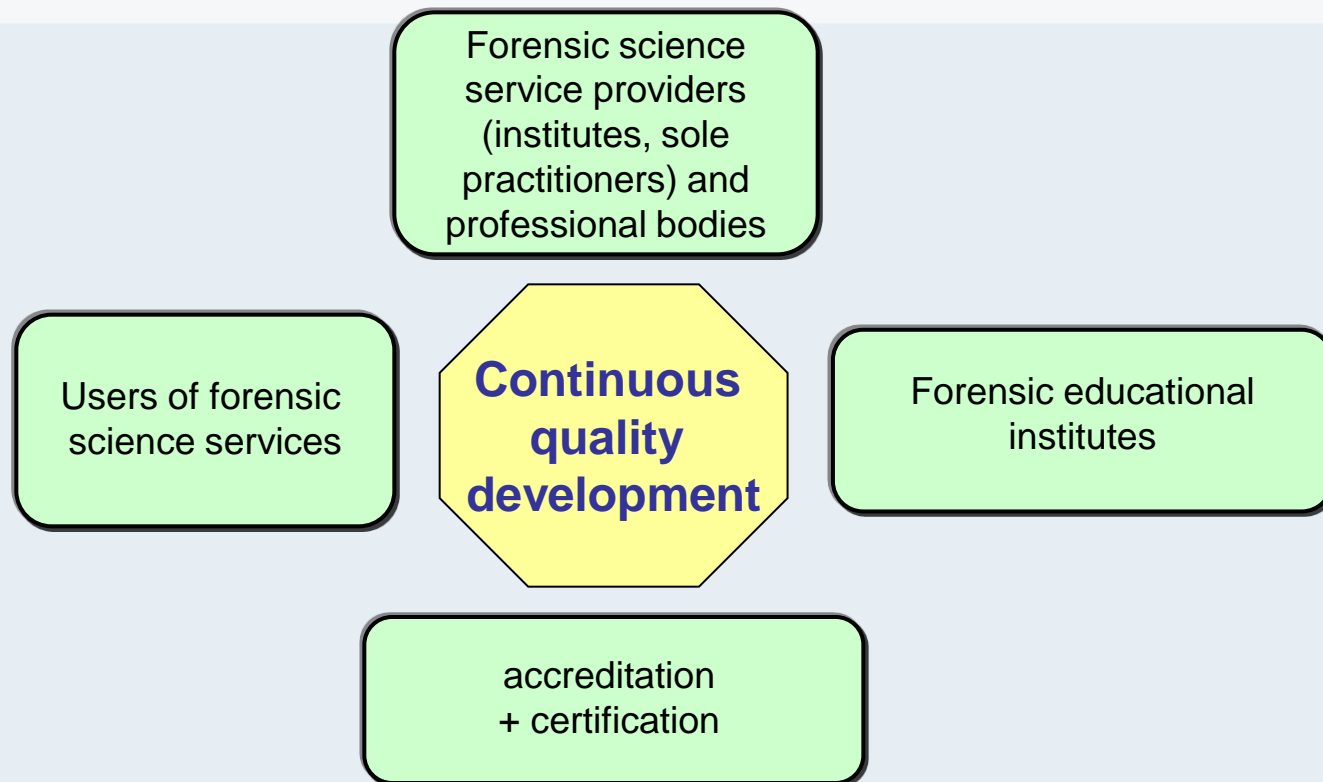 Forensic science
service providers
(institutes, sole
practitioners) and
professional bodies
Users of forensic
science services
Continuous
quality
development
Forensic educational
institutes
accreditation
+ certification